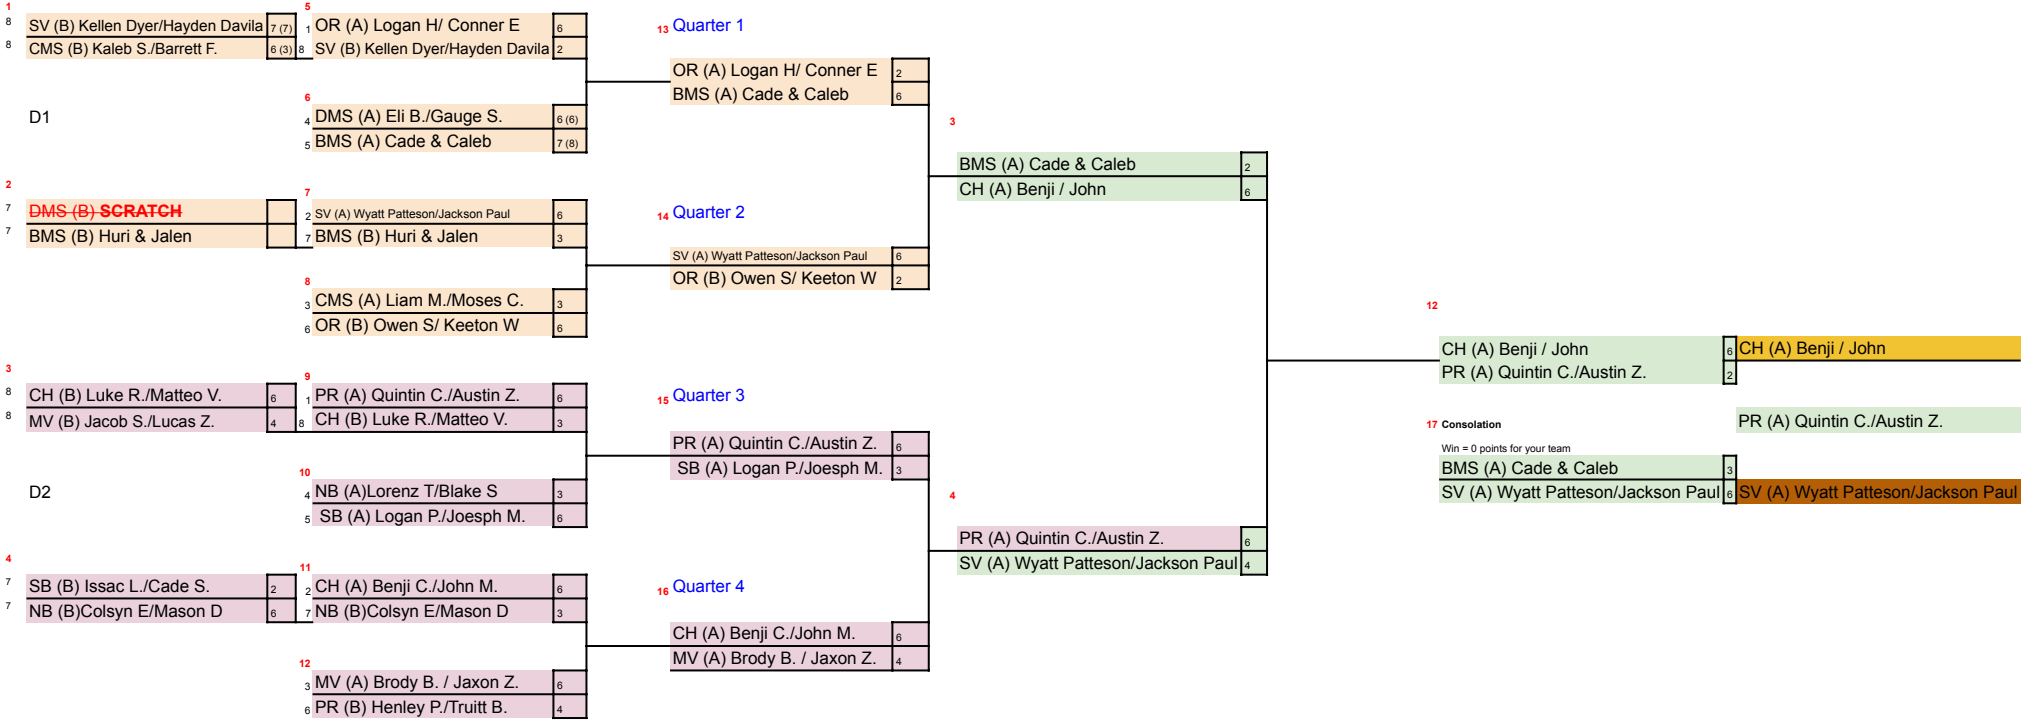 1
8 SV (B) Kellen Dyer/Hayden Davila 7 (7)
8 CMS (B) Kaleb S./Barrett F. 6 (3)
D1
2
7 DMS (B) SCRATCH
7 BMS (B) Huri & Jalen
3
8 CH (B) Luke R./Matteo V. 6
8 MV (B) Jacob S./Lucas Z. 4
D2
4
7 SB (B) Issac L./Cade S. 2
7 NB (B)Colsyn E/Mason D 6
5
1 OR (A) Logan H/ Conner E 6
8 SV (B) Kellen Dyer/Hayden Davila 2
6
4 DMS (A) Eli B./Gauge S. 6 (6)
5 BMS (A) Cade & Caleb 7 (8)
7
2 SV (A) Wyatt Patteson/Jackson Paul 6
7 BMS (B) Huri & Jalen 3
8
3 CMS (A) Liam M./Moses C. 3
6 OR (B) Owen S/ Keeton W 6
9
1 PR (A) Quintin C./Austin Z. 6
8 CH (B) Luke R./Matteo V. 3
10
4 NB (A)Lorenz T/Blake S 3
5 SB (A) Logan P./Joesph M. 6
11
2 CH (A) Benji C./John M. 6
7 NB (B)Colsyn E/Mason D 3
12
3 MV (A) Brody B. / Jaxon Z. 6
6 PR (B) Henley P./Truitt B. 4
13 Quarter 1
OR (A) Logan H/ Conner E 2
BMS (A) Cade & Caleb 6
14 Quarter 2
SV (A) Wyatt Patteson/Jackson Paul 6
OR (B) Owen S/ Keeton W 2
15 Quarter 3
PR (A) Quintin C./Austin Z. 6
SB (A) Logan P./Joesph M. 3
16 Quarter 4
CH (A) Benji C./John M. 6
MV (A) Brody B. / Jaxon Z. 4
3
BMS (A) Cade & Caleb 2
CH (A) Benji / John 6
4
PR (A) Quintin C./Austin Z. 6
SV (A) Wyatt Patteson/Jackson Paul 4
12
CH (A) Benji / John 6 CH (A) Benji / John
PR (A) Quintin C./Austin Z. 2
17 Consolation PR (A) Quintin C./Austin Z.
Win = 0 points for your team
BMS (A) Cade & Caleb 3
SV (A) Wyatt Patteson/Jackson Paul 6 SV (A) Wyatt Patteson/Jackson Paul